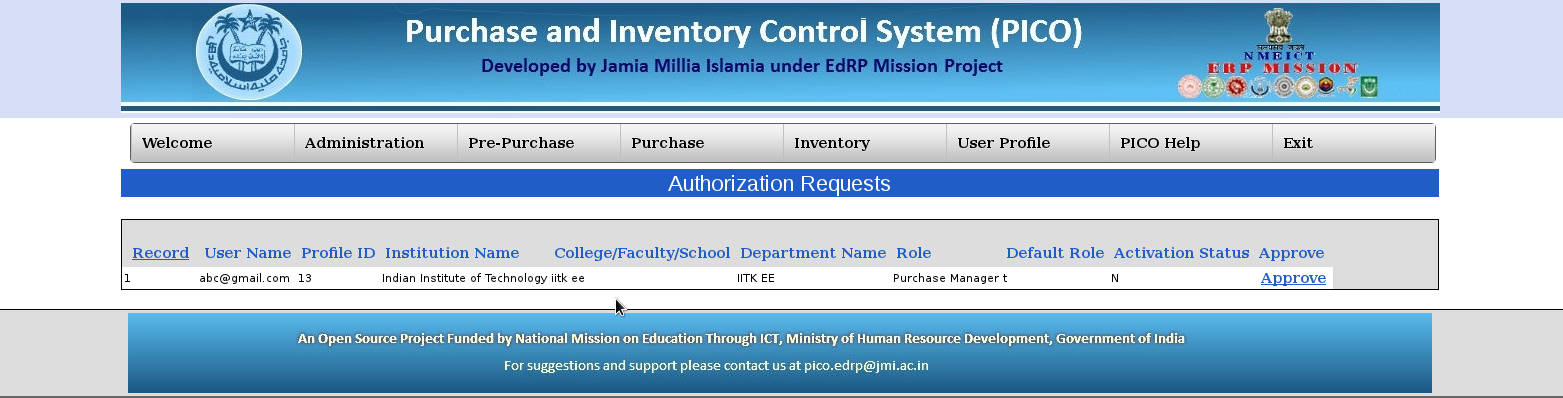 Purchase and Inventory Control System (PICO)
Developed by Jamia Millia Islamia under EdRP Mission Project
NMEICT
ERP MISSION
Welcome Administration Pre-Purchase Purchase Inventory User Profile PICO Help Exit
Authorization Requests
Record User Name Profile ID Institution Name College/Faculty/School Department Name Role Default Role Activation Status Approve
1 abc@gmail.com 13 Indian Institute of Technology iitk ee IITK EE Purchase Manager t N Approve
An Open Source Project Funded by National Mission on Education Through ICT, Ministry of Human Resource Development, Government of India
For suggestions and support please contact us at pico.edrp@jmi.ac.in